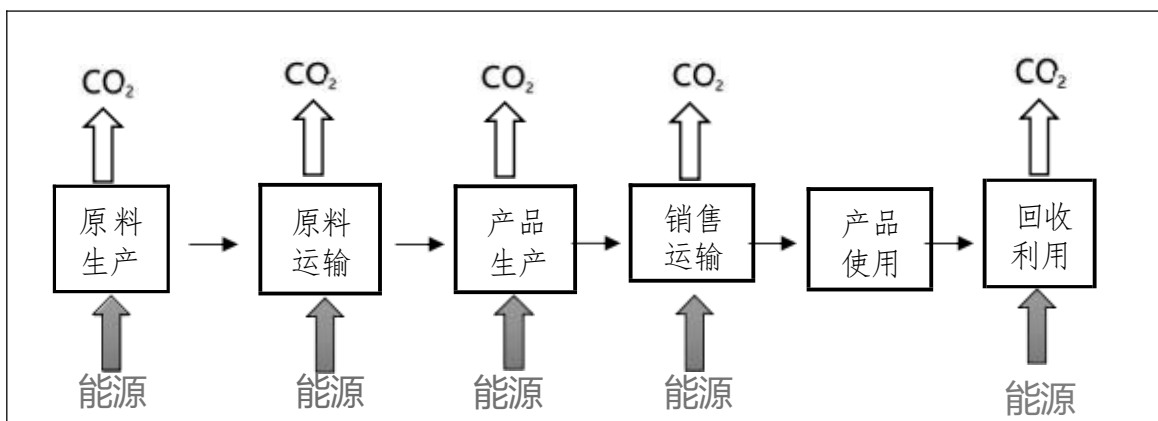 CO₂
CO₂
CO₂
CO₂
CO₂
原料
生产
原料
运输
产品
生产
销售
运输
产品
使用
回收
利用
能源
能源
能源
能源
能源